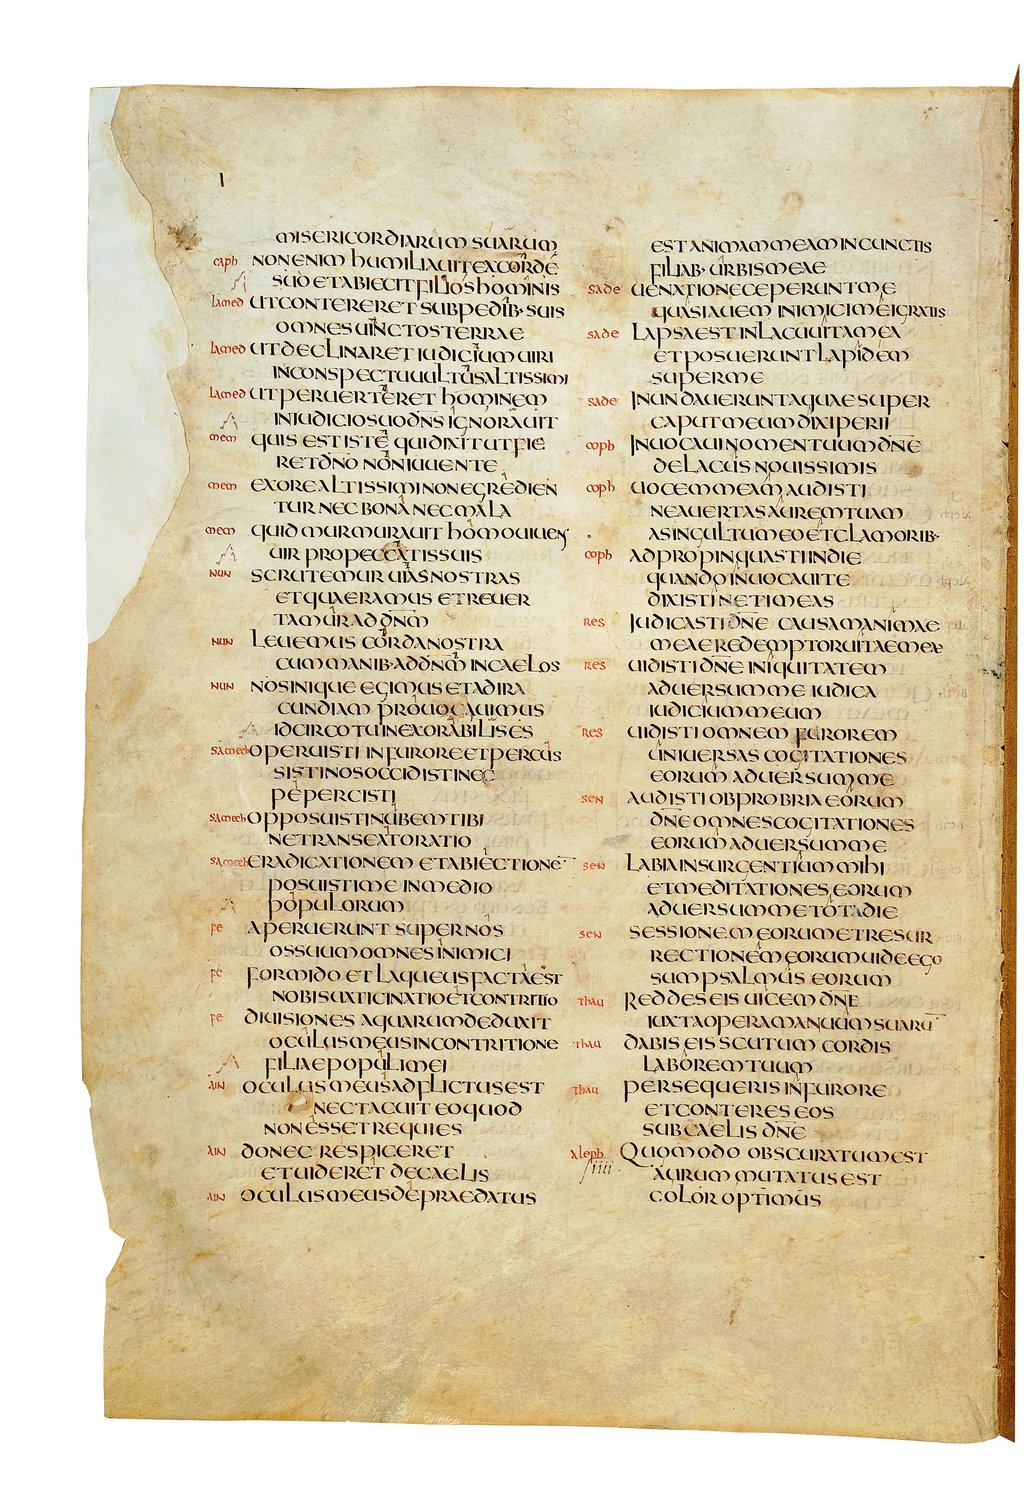 MISERICORDIARUM SUARUM
caph NON ENIM HUMILIAUIT EX CORDE
SUO ET ABIECIT FILIOS HOMINIS
lamed UT CONTERERET SUB PEDIB· SUIS
OMNES UINCTOS TERRAE
lamed UT DECLINARET IUDICIUM UIRI
IN CONSPECTU UULTUS ALTISSIMI
lamed UT PERUERTERET HOMINEM
IN IUDICIO SUO DNS IGNORAUIT
mem QUIS EST ISTE QUI DIXIT UT FIE
RET DNO NON IUUENTE
mem EX ORE ALTISSIMI NON EGREDIEN
TUR NEC BONA NEC MALA
mem QUID MURMURAUIT HOMO UIUENS
UIR PRO PECCATIS SUIS
NUN SCRUTEMUR UIAS NOSTRAS
ET QUAERAMUS ET REUER
TAMUR AD DNM
NUN LEUEMUS CORDA NOSTRA
CUM MANIB· AD DNM IN CAELOS
NUN NOS INIQUE EGIMUS ET AD IRA
CUNDIAM PROUOCAUIMUS
IDCIRCO TU INEXORABILIS ES
samech OPERUISTI IN FURORE ET PERCUS
SISTI NOS OCCIDISTI NEC
PEPERCISTI
samech OPPOSUISTI NUBEM TIBI
NE TRANSEAT ORATIO
samech ERADICATIONEM ET ABIECTIONE
POSUISTI ME IN MEDIO
POPULORUM
FE APERUERUNT SUPER NOS
OS SUUM OMNES INIMICI
FE FORMIDO ET LAQUEUS FACTA EST
NOBIS UATICINATIO ET CONTRITIO
FE DIUISIONES AQUARUM DEDUXIT
OCULUS MEUS IN CONTRITIONE
FILIAE POPULI MEI
AIN OCULUS MEUS ADFLICTUS EST
NEC TACUIT EO QUOD
NON ESSET REQUIES
AIN DONEC RESPICERET
ET UIDERET DE CAELIS
AIN OCULUS MEUS DEPRAEDATUS
EST ANIMAM MEAM IN CUNCTIS
FILIAB· URBIS MEAE
SADE UENATIONE CEPERUNT ME
QUASI AUEM INIMICI MEI GRATIS
SADE LAPSA EST IN LACU UITA MEA
ET POSUERUNT LAPIDEM
SUPER ME
SADE INUNDAUERUNT AQUAE SUPER
CAPUT MEUM DIXI PERII
COPH INUOCAUI NOMEN TUUM DNE
DE LACUS NOUISSIMIS
COPH UOCEM MEAM AUDISTI
NE AUERTAS AUREM TUAM
A SINGULTU MEO ET CLAMORIB·
COPH ADPROPINQUASTI IN DIE
QUANDO INUOCAUI TE
DIXISTI NE TIMEAS
RES IUDICASTI DNE CAUSAM ANIMAE
MEAE REDEMPTOR UITAE MEAE
RES UIDISTI DNE INIQUITATEM
ADUERSUM ME IUDICA
IUDICIUM MEUM
RES UIDISTI OMNEM FUROREM
UNIUERSAS COGITATIONES
EORUM ADUERSUM ME
SEN AUDISTI OBPROBRIA EORUM
DNE OMNES COGITATIONES
EORUM ADUERSUM ME
SEN LABIA INSURGENTIUM MIHI
ET MEDITATIONES EORUM
ADUERSUM ME TOTA DIE
SEN SESSIONEM EORUM ET RESUR
RECTIONEM EORUM UIDE EGO
SUM PSALMUS EORUM
THAU REDDES EIS UICEM DNE
IUXTA OPERA MANUUM SUARU
THAU DABIS EIS SCUTUM CORDIS
LABOREM TUUM
THAU PERSEQUERIS IN FURORE
ET CONTERES EOS
SUB CAELIS DNE
Aleph QUOMODO OBSCURATUM EST
IIII AURUM MUTATUS EST
COLOR OPTIMUS